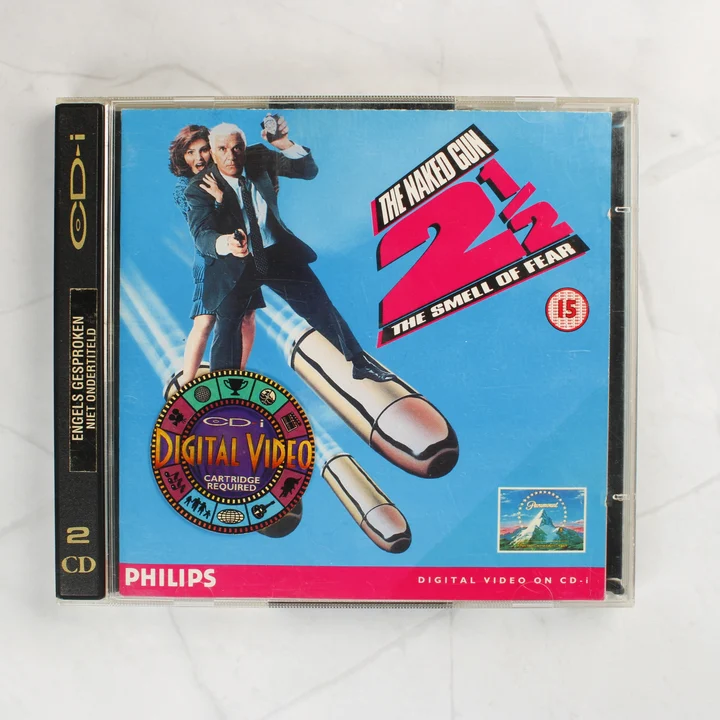 CD-i
ENGELS GESPROKEN
NIET ONDERTITELD
2
CD
THE NAKED GUN
2 1/2
THE SMELL OF FEAR
15
CD-i
DIGITAL VIDEO
CARTRIDGE
REQUIRED
Paramount
PHILIPS
DIGITAL VIDEO ON CD-i